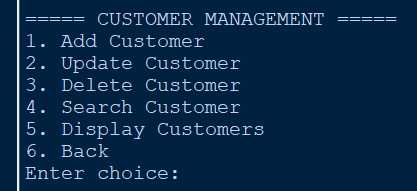 ===== CUSTOMER MANAGEMENT =====
1. Add Customer
2. Update Customer
3. Delete Customer
4. Search Customer
5. Display Customers
6. Back
Enter choice: